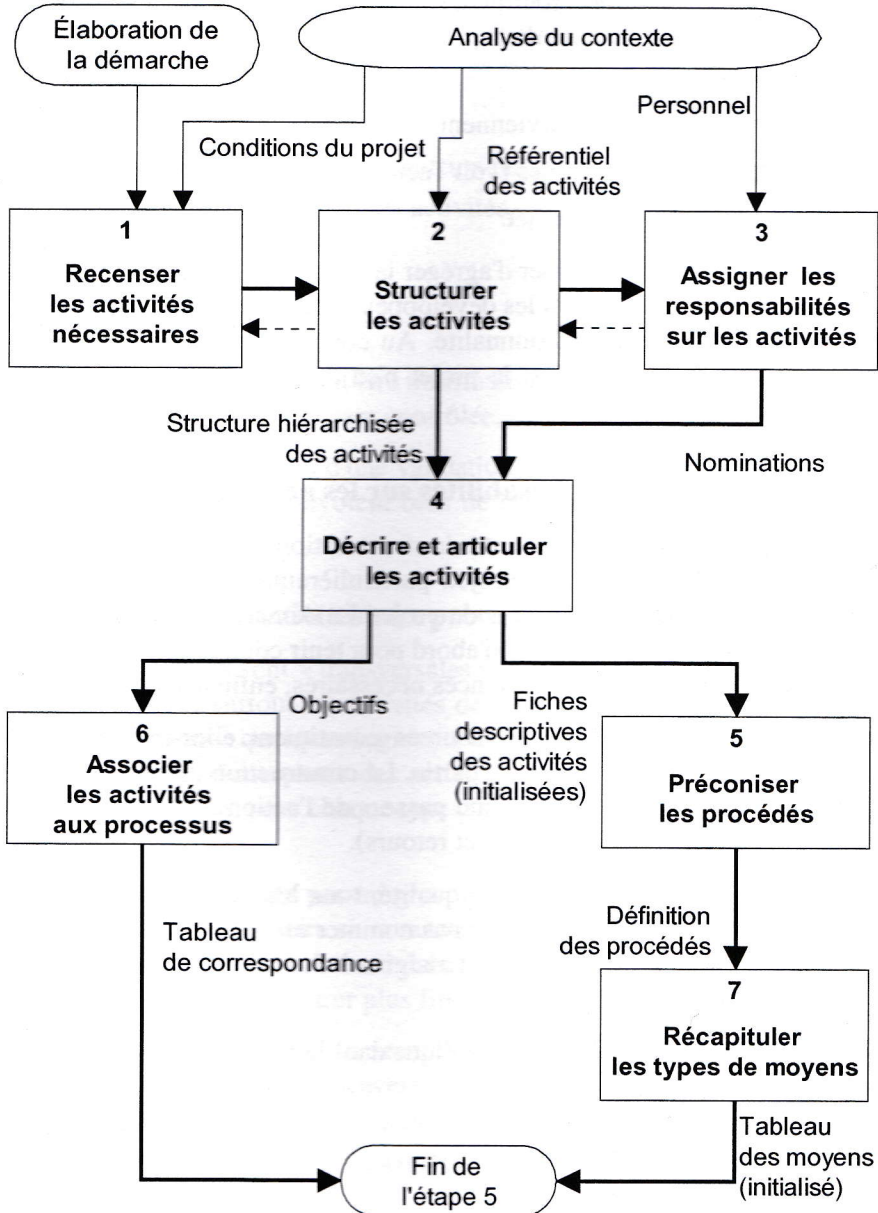 Élaboration de
la démarche
Analyse du contexte
Personnel
Conditions du projet
Référentiel
des activités
1
Recenser
les activités
nécessaires
2
Structurer
les activités
3
Assigner les
responsabilités
sur les activités
Structure hiérarchisée
des activités
Nominations
4
Décrire et articuler
les activités
Objectifs
Fiches
descriptives
des activités
(initialisées)
6
Associer
les activités
aux processus
5
Préconiser
les procédés
Tableau
de correspondance
Définition
des procédés
7
Récapituler
les types de moyens
Tableau
des moyens
(initialisé)
Fin de
l'étape 5